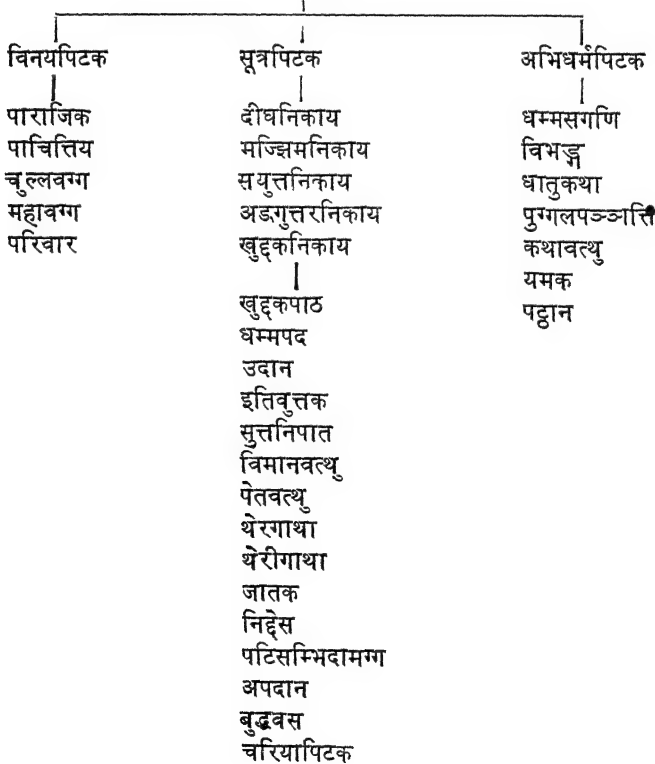 विनयपिटक
पाराजिक
पाचित्तिय
चुल्लवग्ग
महावग्ग
परिवार
सूत्रपिटक
दीघनिकाय
मज्झिमनिकाय
सयुत्तनिकाय
अडगुत्तरनिकाय
खुद्दकनिकाय
खुद्दकपाठ
धम्मपद
उदान
इतिवुत्तक
सुत्तनिपात
विमानवत्थु
पेतवत्थु
थेरगाथा
थेरीगाथा
जातक
निद्देस
पटिसम्भिदामग्ग
अपदान
बुद्धवस
चरियापिटक
अभिधर्मपिटक
धम्मसगणि
विभङ्ग
धातुकथा
पुग्गलपञ्ञात्ति
कथावत्थु
यमक
पट्ठान